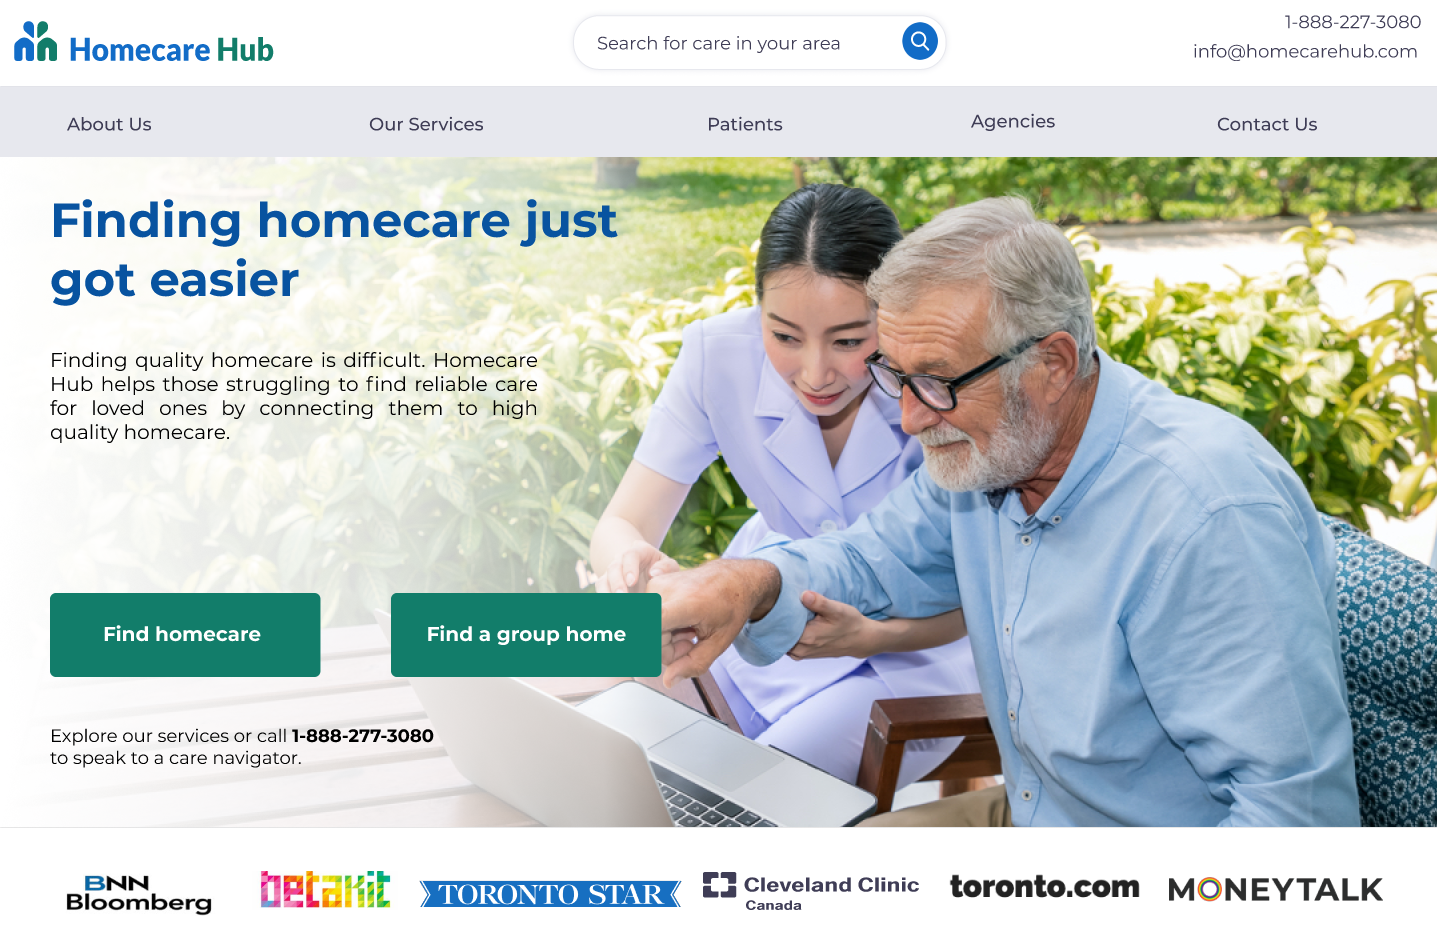 Homecare Hub
Search for care in your area
1-888-227-3080
info@homecarehub.com
About Us
Our Services
Patients
Agencies
Contact Us
Finding homecare just
got easier
Finding quality homecare is difficult. Homecare
Hub helps those struggling to find reliable care
for loved ones by connecting them to high
quality homecare.
Find homecare
Find a group home
Explore our services or call 1-888-277-3080
to speak to a care navigator.
BNN
Bloomberg
betakit
TORONTO STAR
Cleveland Clinic
Canada
toronto.com
MONEYTALK